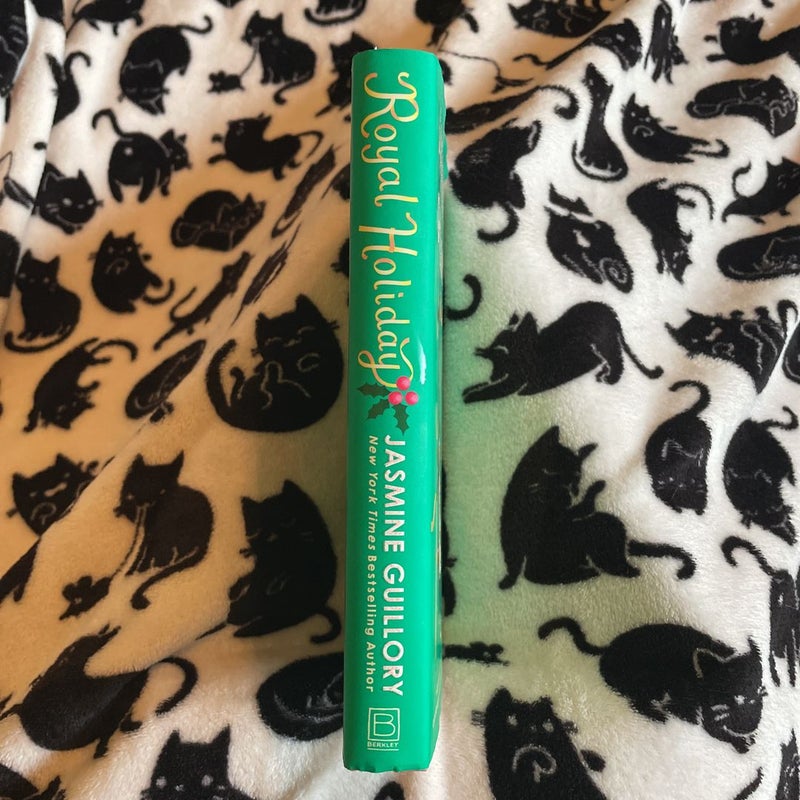 Royal Holiday
JASMINE GUILLORY
New York Times Bestselling Author
B
BERKLEY